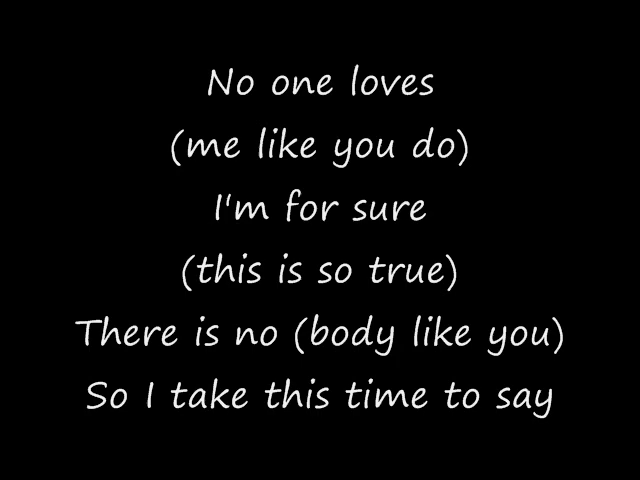 No one loves
(me like you do)
I'm for sure
(this is so true)
There is no (body like you)
So I take this time to say